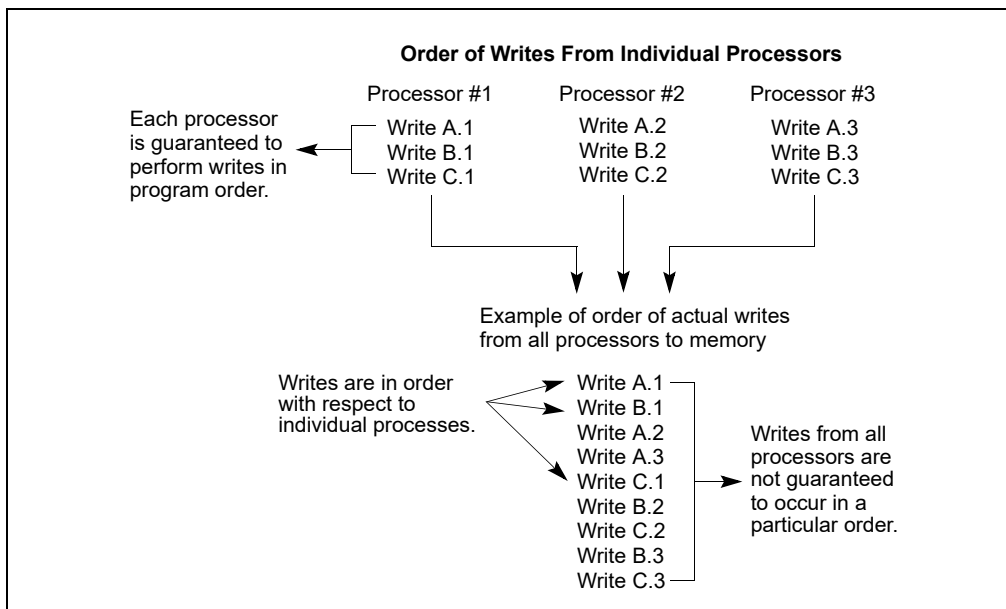 Order of Writes From Individual Processors
Processor #1
Processor #2
Processor #3
Each processor
is guaranteed to
perform writes in
program order.
Write A.1
Write B.1
Write C.1
Write A.2
Write B.2
Write C.2
Write A.3
Write B.3
Write C.3
Example of order of actual writes
from all processors to memory
Writes are in order
with respect to
individual processes.
Write A.1
Write B.1
Write A.2
Write A.3
Write C.1
Write B.2
Write C.2
Write B.3
Write C.3
Writes from all
processors are
not guaranteed
to occur in a
particular order.